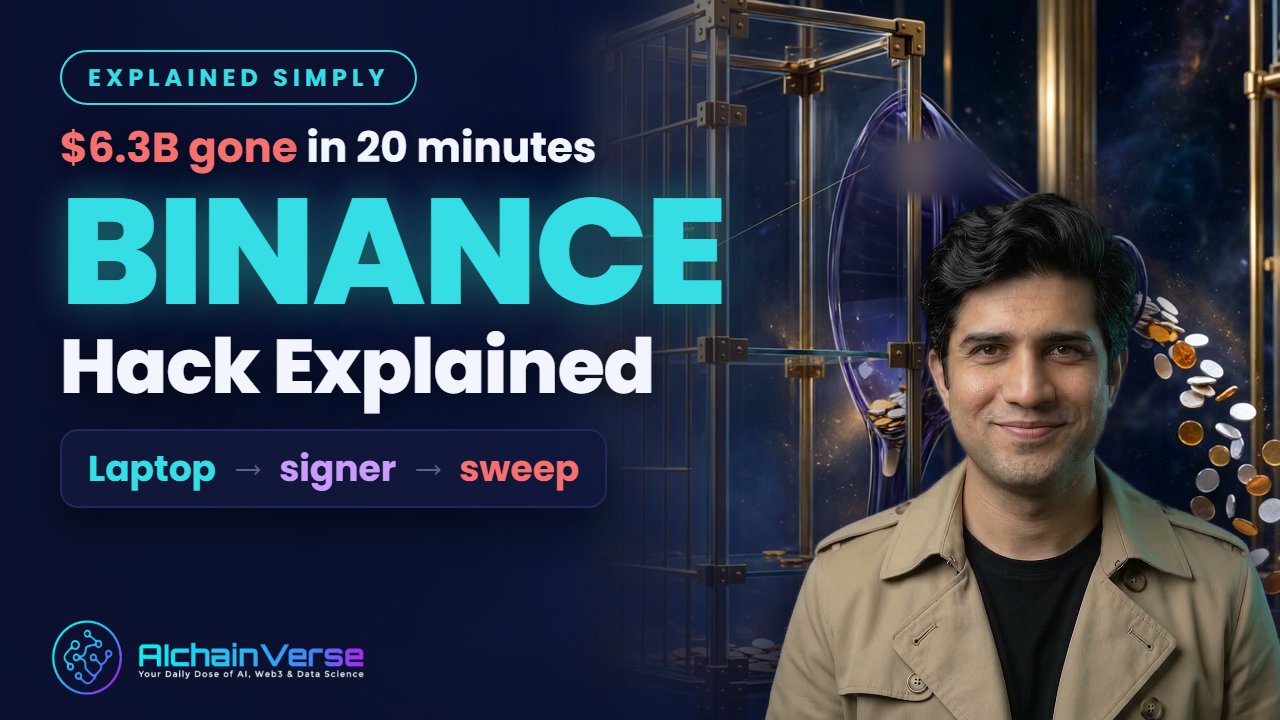 EXPLAINED SIMPLY
$6.3B gone in 20 minutes
BINANCE
Hack Explained
Laptop → signer → sweep
AIchainVerse
Your Daily Dose of AI, Web3 & Data Science